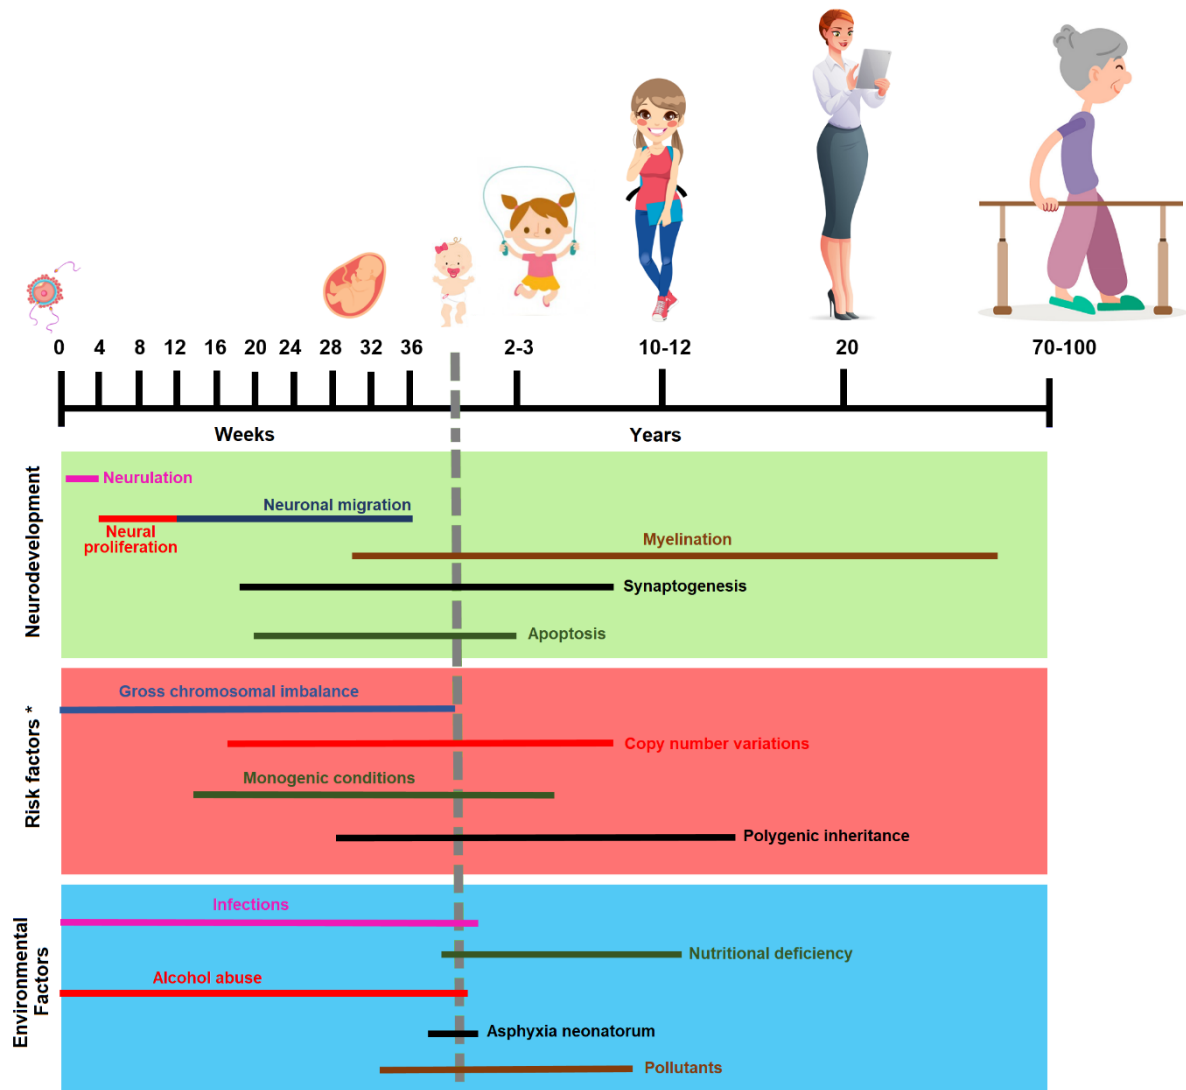 0 4 8 12 16 20 24 28 32 36 2-3 10-12 20 70-100
Weeks Years
Neurodevelopment
Neurulation
Neuronal migration
Neural
proliferation
Myelination
Synaptogenesis
Apoptosis
Risk factors *
Gross chromosomal imbalance
Copy number variations
Monogenic conditions
Polygenic inheritance
Environmental
Factors
Infections
Nutritional deficiency
Alcohol abuse
Asphyxia neonatorum
Pollutants